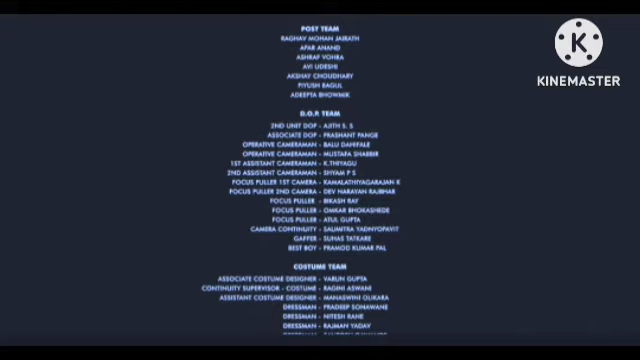 POST TEAM
RAGHAV MOHAN JAIRATH
AFAR ANAND
ASHRAF VOHRA
AVI UDESHI
AKSHAY CHOUDHARY
PIYUSH RAGUL
ADEEPTA BHOWMIK
K
KINEMASTER
D.O.P. TEAM
2ND UNIT DOP - AJITH S. S
ASSOCIATE DOP - PRASHANT PANGE
OPERATIVE CAMERAMAN - BALU DAHIFALE
OPERATIVE CAMERAMAN - MUSTAFA SHABBIR
1ST ASSISTANT CAMERAMAN - K.THIYAGU
2ND ASSISTANT CAMERAMAN - SHYAM P S
FOCUS PULLER 1ST CAMERA - KAMALATHIYAGARAJAN K
FOCUS PULLER 2ND CAMERA - DEV NARAYAN RAJBHAR
FOCUS PULLER - BIKASH RAY
FOCUS PULLER - OMKAR BHOKASHEDE
FOCUS PULLER - ATUL GUPTA
CAMERA CONTINUITY - SAUMITRA YADNYOPAVIT
GAFFER - SUHAS TATKARE
BEST BOY - PRAMOD KUMAR PAL
COSTUME TEAM
ASSOCIATE COSTUME DESIGNER - VARUN GUPTA
CONTINUITY SUPERVISOR - COSTUME - RAGINI ASWANI
ASSISTANT COSTUME DESIGNER - MANASWINI OLIKARA
DRESSMAN - PRADEEP SONAWANE
DRESSMAN - NITESH RANE
DRESSMAN - RAJMAN YADAV